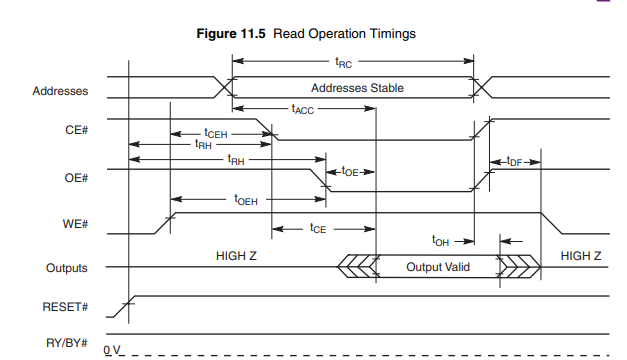 Figure 11.5 Read Operation Timings
tRC
Addresses
Addresses Stable
tACC
CE#
tCEH
tRH
tRH
tOE
tDF
OE#
tOEH
WE#
tCE
tOH
HIGH Z
HIGH Z
Outputs
Output Valid
RESET#
RY/BY#
0 V